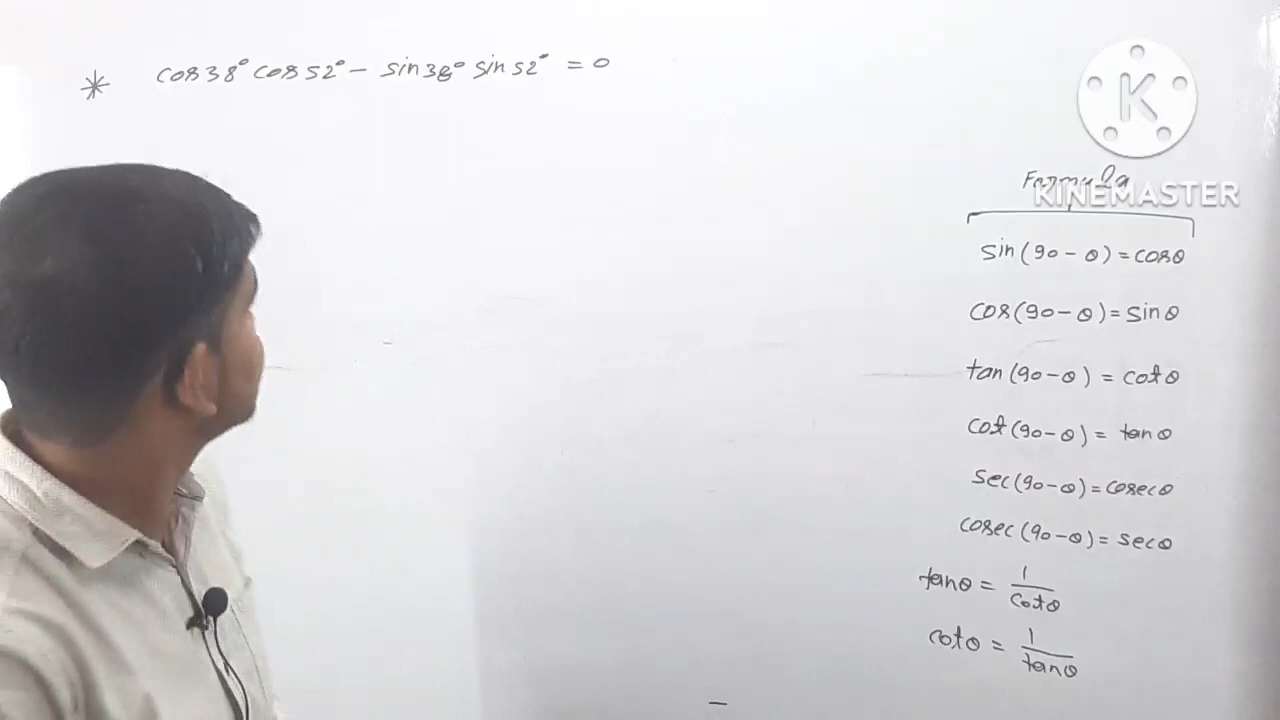 * cos38° cos52° - sin38° sin52° = 0
K
Formula
KINEMASTER
sin(90-θ) = cosθ
cos(90-θ) = sinθ
tan(90-θ) = cotθ
cot(90-θ) = tanθ
sec(90-θ) = cosecθ
cosec(90-θ) = secθ
tanθ = 1/cotθ
cotθ = 1/tanθ